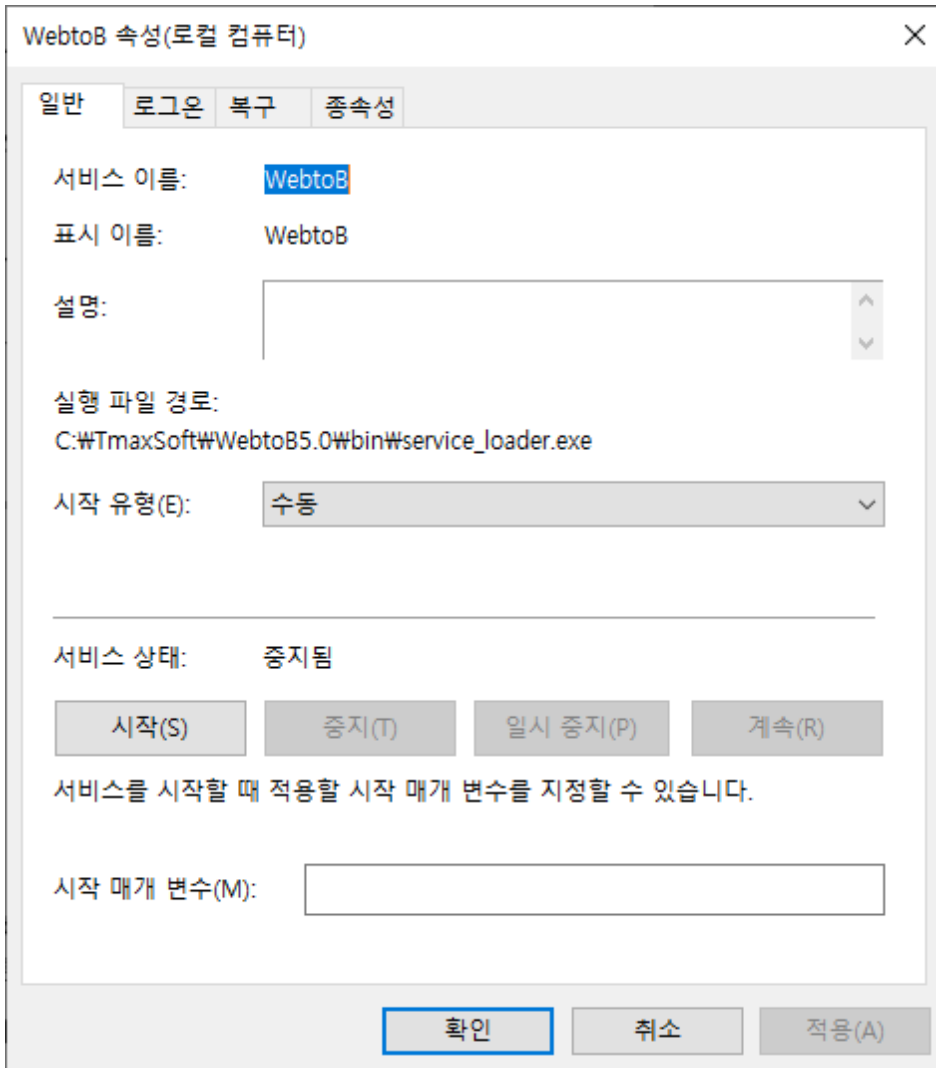 WebtoB 속성(로컬 컴퓨터)
일반 로그온 복구 종속성
서비스 이름: WebtoB
표시 이름: WebtoB
설명:
실행 파일 경로:
C:₩TmaxSoft₩WebtoB5.0₩bin₩service_loader.exe
시작 유형(E): 수동
서비스 상태: 중지됨
시작(S) 중지(T) 일시 중지(P) 계속(R)
서비스를 시작할 때 적용할 시작 매개 변수를 지정할 수 있습니다.
시작 매개 변수(M):
확인 취소 적용(A)